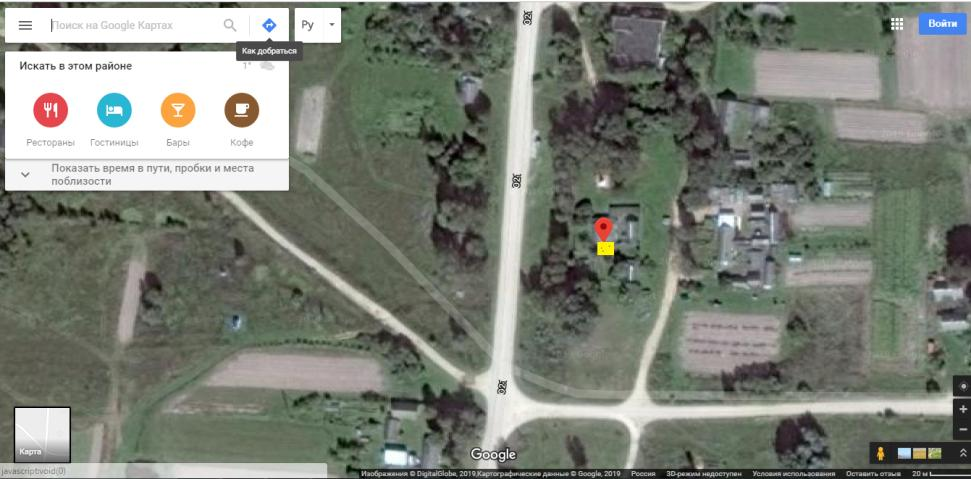 Поиск на Google Картах
Ру
Войти
Как добраться
Искать в этом районе
1°
Рестораны
Гостиницы
Бары
Кофе
Показать время в пути, пробки и места
поблизости
Карта
Google
javascript:void(0)
Изображения © DigitalGlobe, 2019,Картографические данные © Google, 2019 Россия 3D-режим недоступен Условия использования Оставить отзыв 20 м